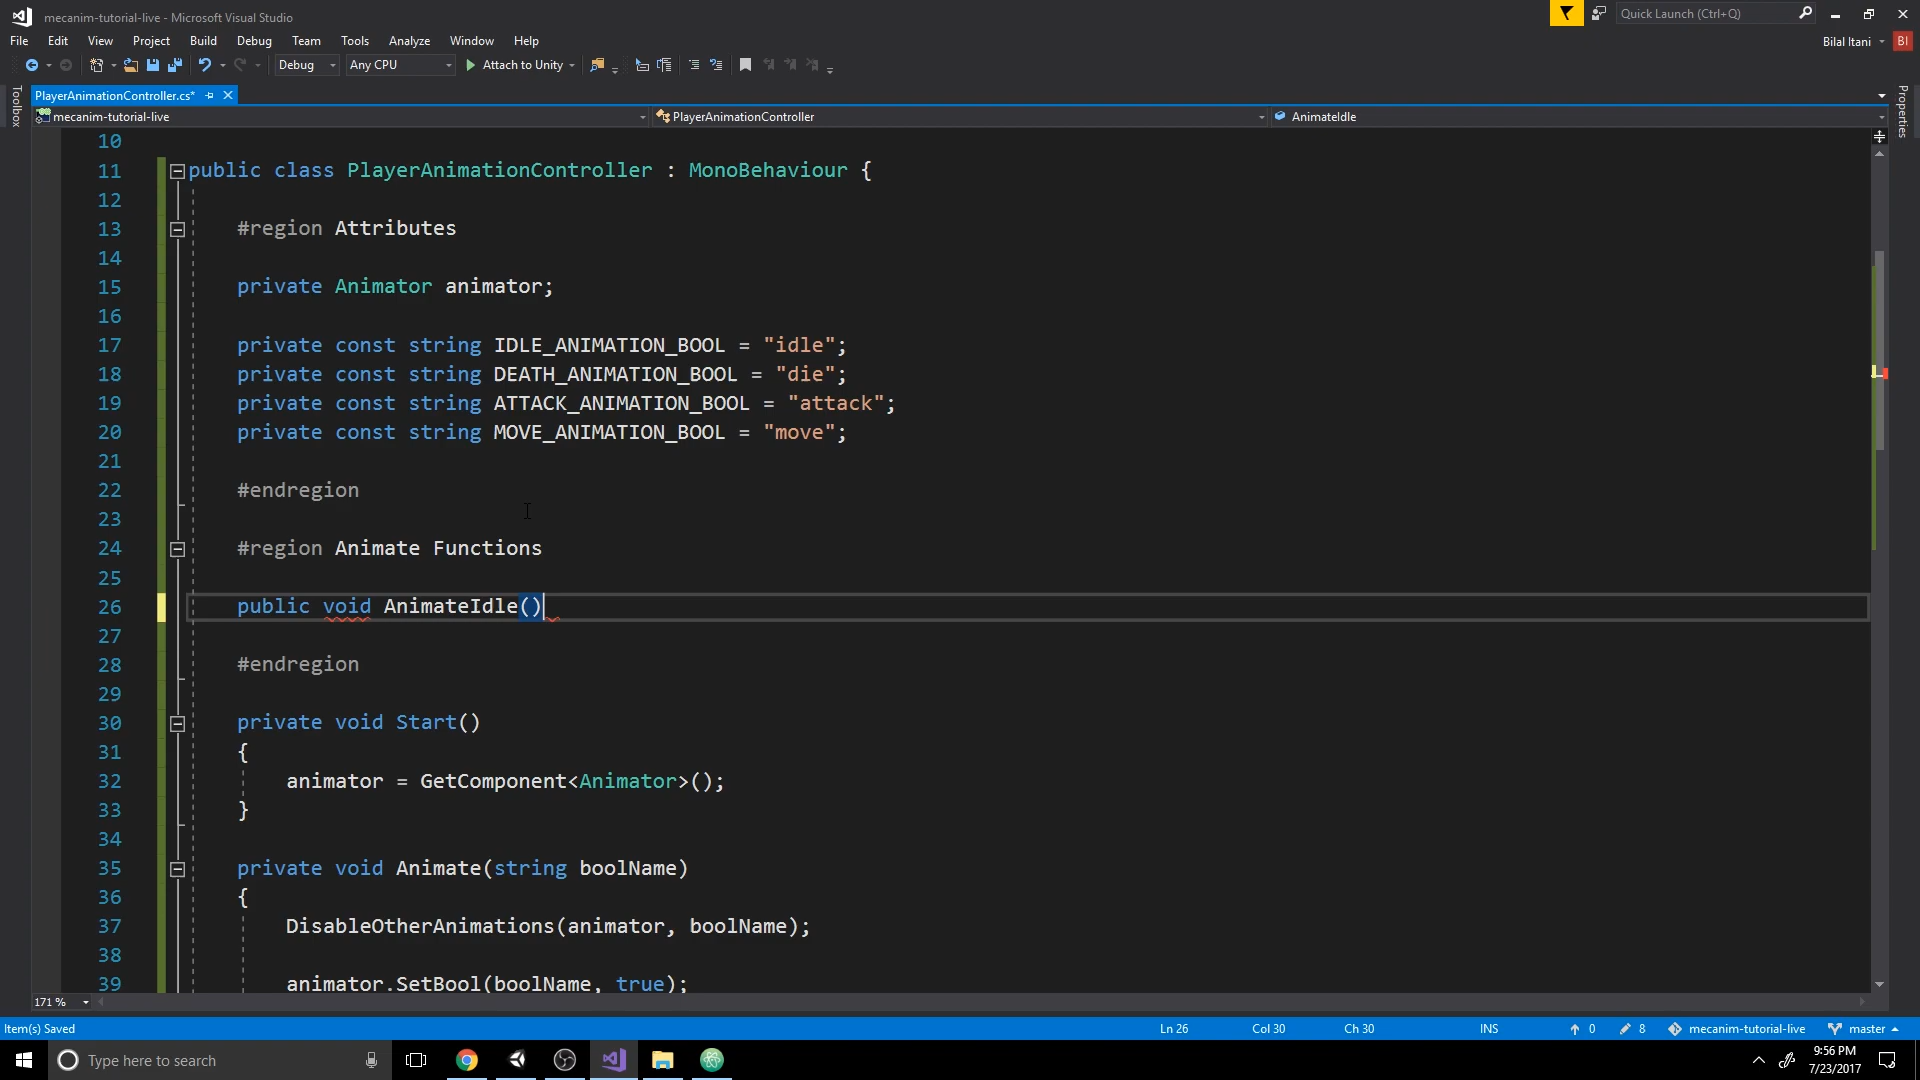 mecanim-tutorial-live - Microsoft Visual Studio
Quick Launch (Ctrl+Q)
File Edit View Project Build Debug Team Tools Analyze Window Help
Bilal Itani BI
Debug Any CPU Attach to Unity
Toolbox
Properties
PlayerAnimationController.cs*
mecanim-tutorial-live PlayerAnimationController AnimateIdle
10
11 public class PlayerAnimationController : MonoBehaviour {
12
13 #region Attributes
14
15 private Animator animator;
16
17 private const string IDLE_ANIMATION_BOOL = "idle";
18 private const string DEATH_ANIMATION_BOOL = "die";
19 private const string ATTACK_ANIMATION_BOOL = "attack";
20 private const string MOVE_ANIMATION_BOOL = "move";
21
22 #endregion
23
24 #region Animate Functions
25
26 public void AnimateIdle()
27
28 #endregion
29
30 private void Start()
31 {
32 animator = GetComponent<Animator>();
33 }
34
35 private void Animate(string boolName)
36 {
37 DisableOtherAnimations(animator, boolName);
38
39 animator.SetBool(boolName, true);
171 %
Item(s) Saved Ln 26 Col 30 Ch 30 INS 0 8 mecanim-tutorial-live master
Type here to search
9:56 PM
7/23/2017